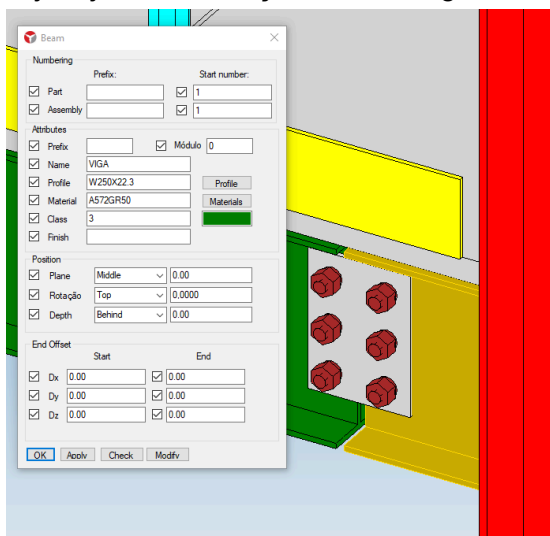 Beam
Numbering
Prefix: Start number:
Part 1
Assembly 1
Attributes
Prefix Módulo 0
Name VIGA
Profile W250X22.3 Profile
Material A572GR50 Materials
Class 3
Finish
Position
Plane Middle 0.00
Rotação Top 0,0000
Depth Behind 0.00
End Offset
Start End
Dx 0.00 0.00
Dy 0.00 0.00
Dz 0.00 0.00
OK Apply Check Modify